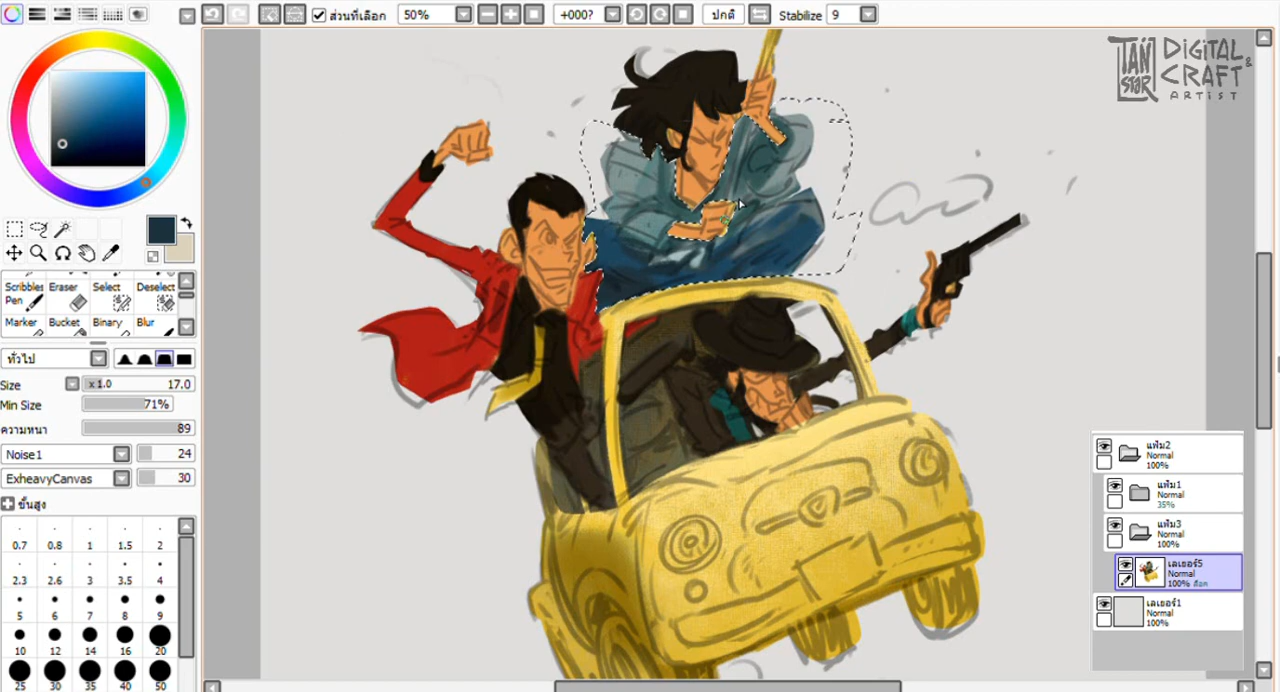 ส่วนที่เลือก
50%
+000?
ปกติ
Stabilize 9
TAN
STAR
DIGITAL &
CRAFT
ARTIST
Scribbles Pen
Eraser
Select
Deselect
Marker
Bucket
Binary
Blur
ทั่วไป
Size
x 1.0
17.0
Min Size
71%
ความหนา
89
Noise1
24
ExheavyCanvas
30
ขั้นสูง
0.7 0.8 1 1.5 2
2.3 2.6 3 3.5 4
5 6 7 8 9
10 12 14 16 20
25 30 35 40 50
แฟ้ม2
Normal
100%
แฟ้ม1
Normal
35%
แฟ้ม3
Normal
100%
เลเยอร์5
Normal
100% ล็อก
เลเยอร์1
Normal
100%